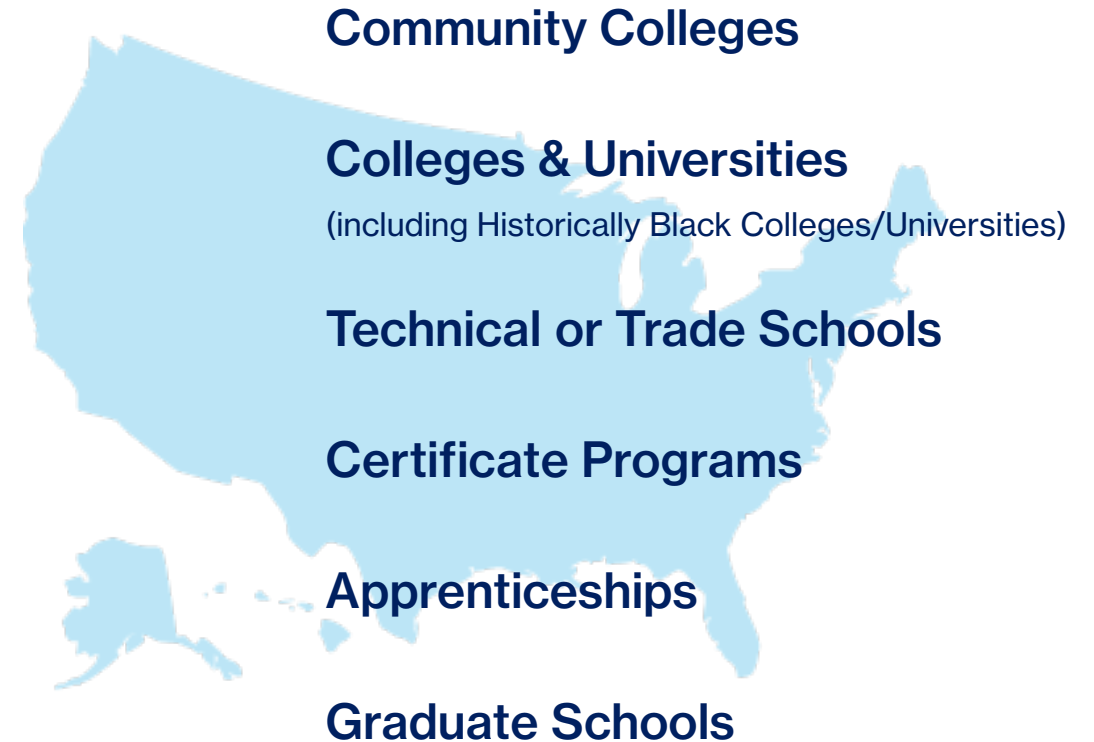 Community Colleges
Colleges & Universities
(including Historically Black Colleges/Universities)
Technical or Trade Schools
Certificate Programs
Apprenticeships
Graduate Schools